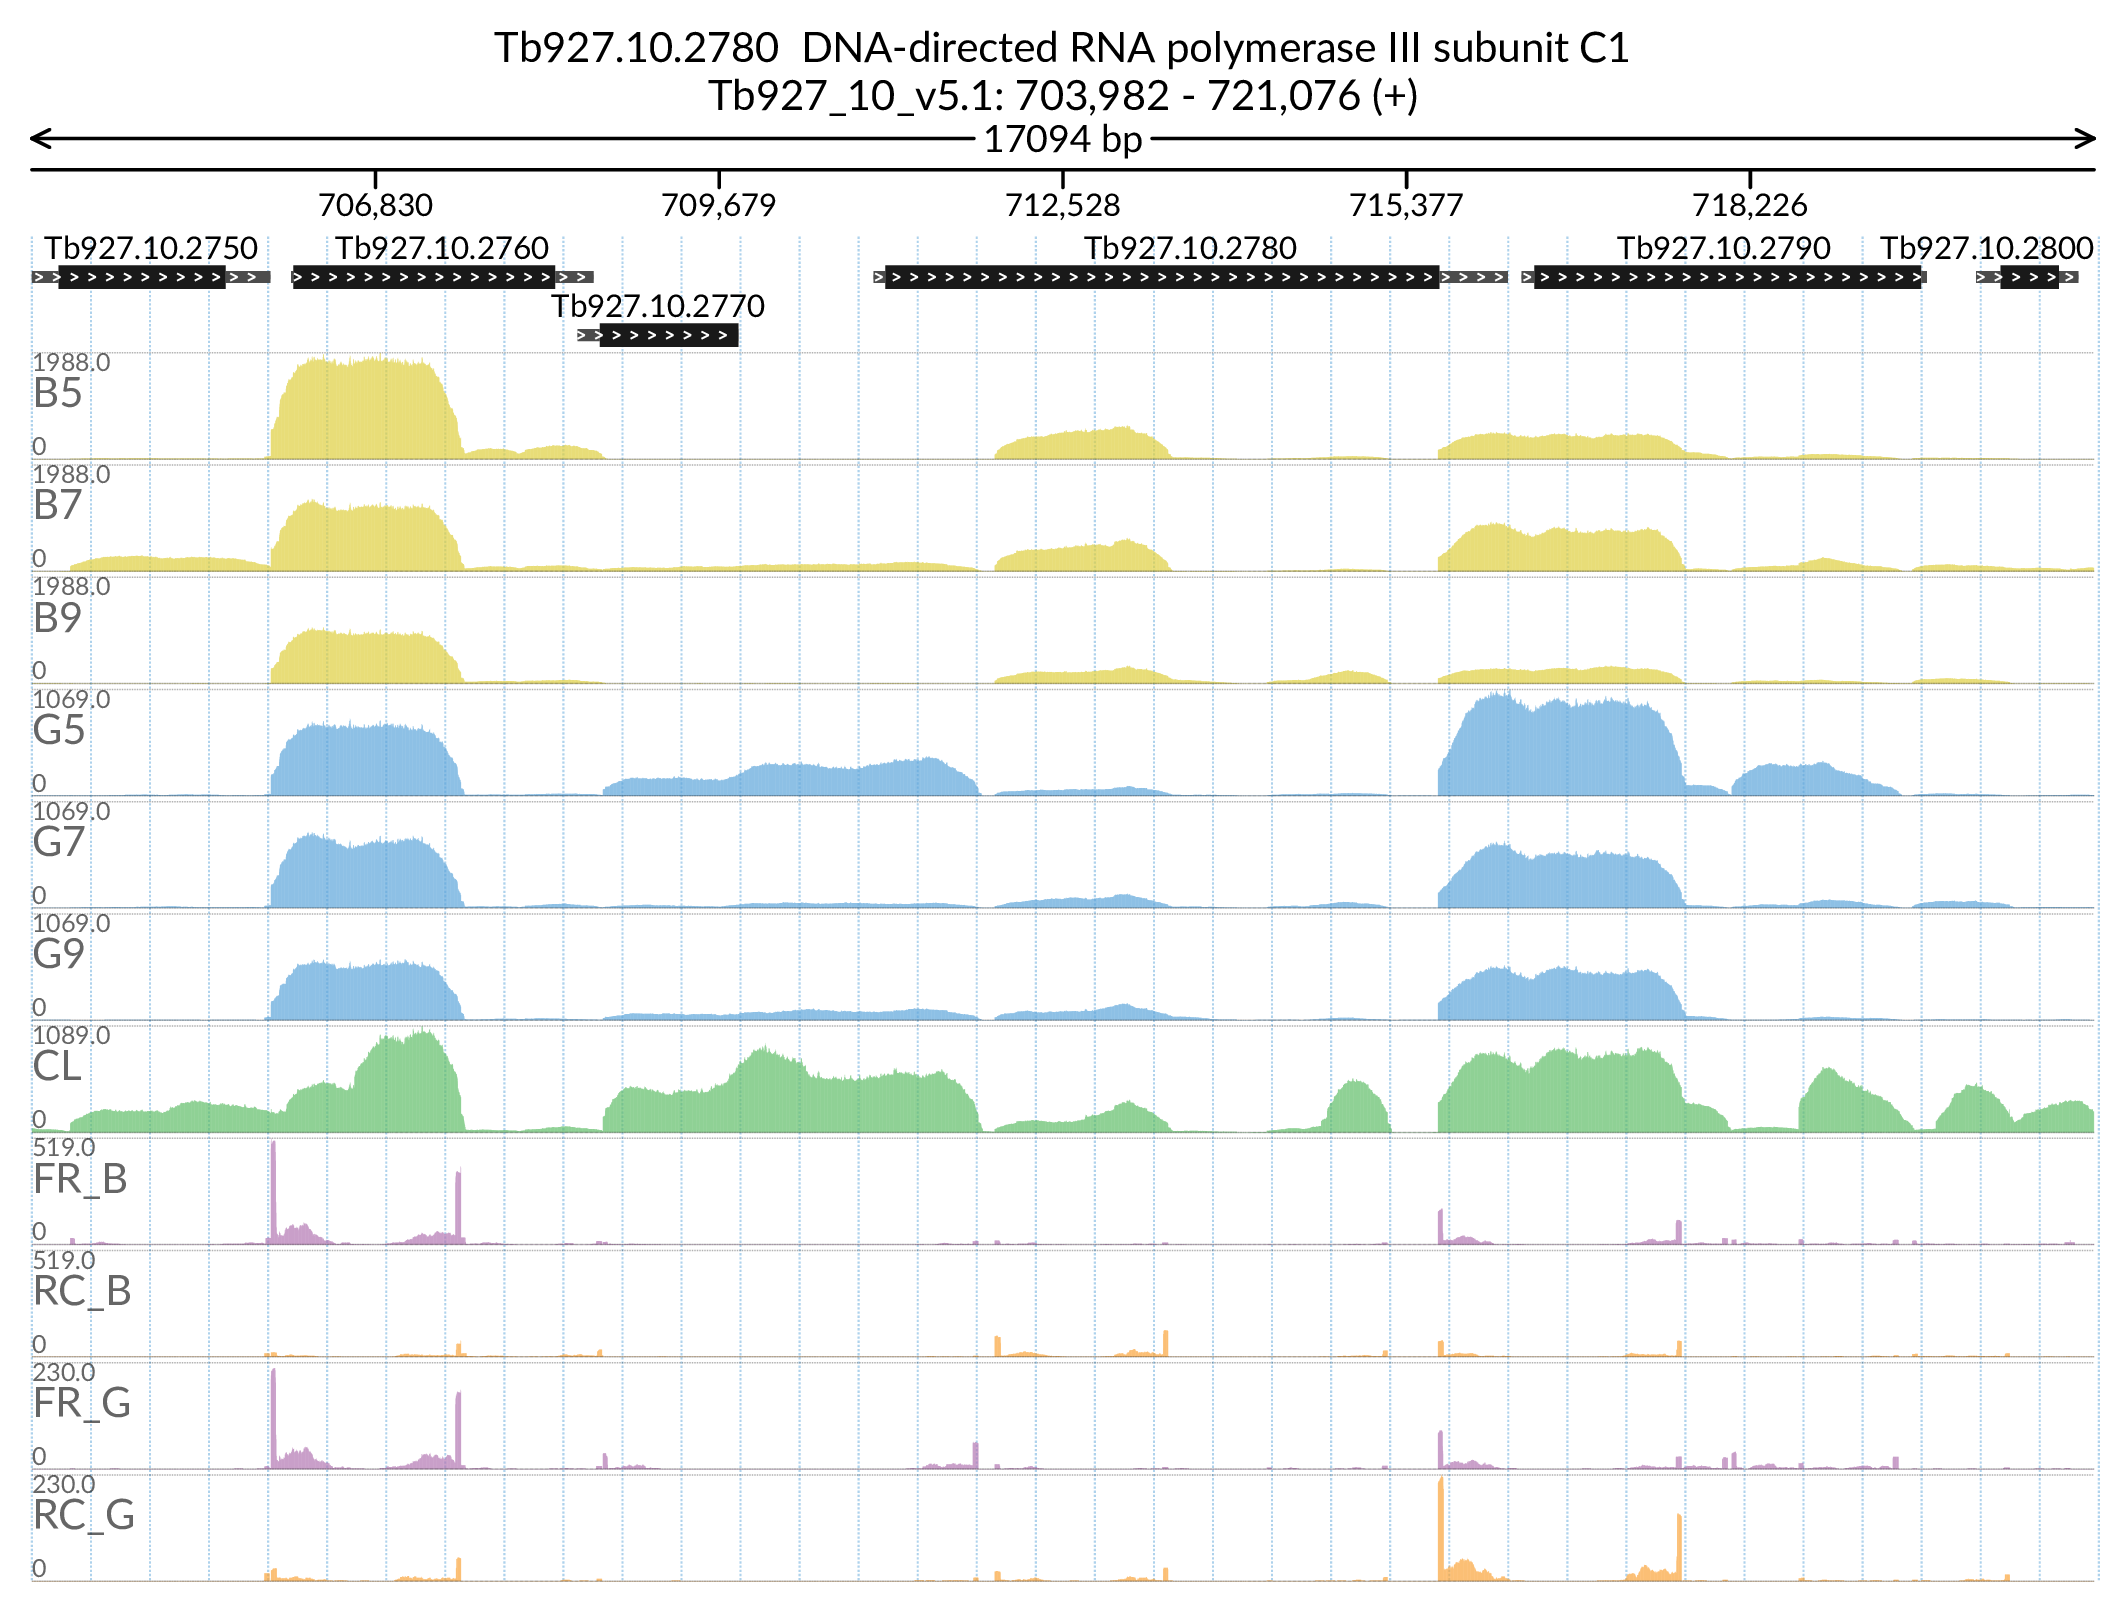 Tb927.10.2780  DNA-directed RNA polymerase III subunit C1
Tb927_10_v5.1: 703,982 - 721,076 (+)
17094 bp
706,830 709,679 712,528 715,377 718,226
Tb927.10.2750 Tb927.10.2760 Tb927.10.2780 Tb927.10.2790 Tb927.10.2800
Tb927.10.2770
1988.0
B5
0
1988.0
B7
0
1988.0
B9
0
1069.0
G5
0
1069.0
G7
0
1069.0
G9
0
1089.0
CL
0
519.0
FR_B
0
519.0
RC_B
0
230.0
FR_G
0
230.0
RC_G
0